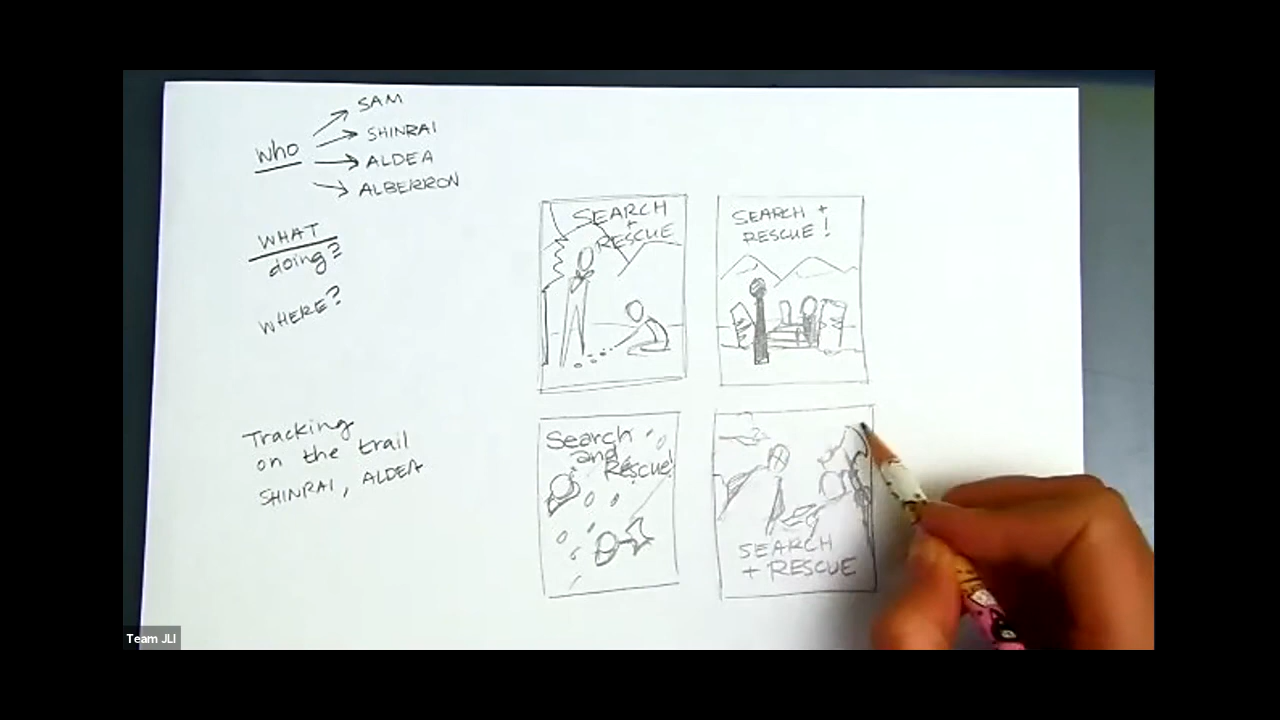 SAM
who
SHINRAI
ALDEA
ALBERRON
WHAT
doing?
WHERE?
Tracking
on the trail
SHINRAI, ALDEA
SEARCH
+
RESCUE
SEARCH +
RESCUE!
Search
and
Rescue!
SEARCH
+ RESCUE
Team JLI